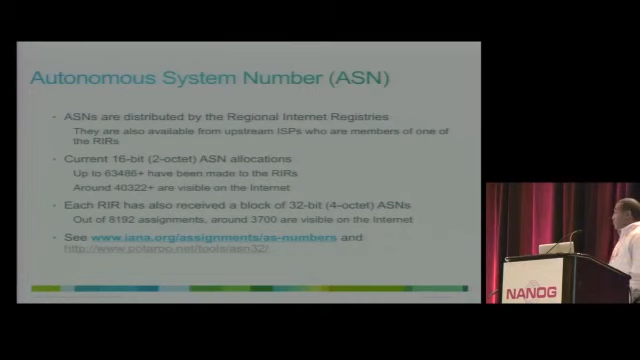 Autonomous System Number (ASN)
· ASNs are distributed by the Regional Internet Registries
They are also available from upstream ISPs who are members of one of
the RIRs
· Current 16-bit (2-octet) ASN allocations
Up to 63486+ have been made to the RIRs
Around 40322+ are visible on the Internet
· Each RIR has also received a block of 32-bit (4-octet) ASNs
Out of 8192 assignments, around 3700 are visible on the Internet
· See www.iana.org/assignments/as-numbers and
http://www.potaroo.net/tools/asn32/
NANOG